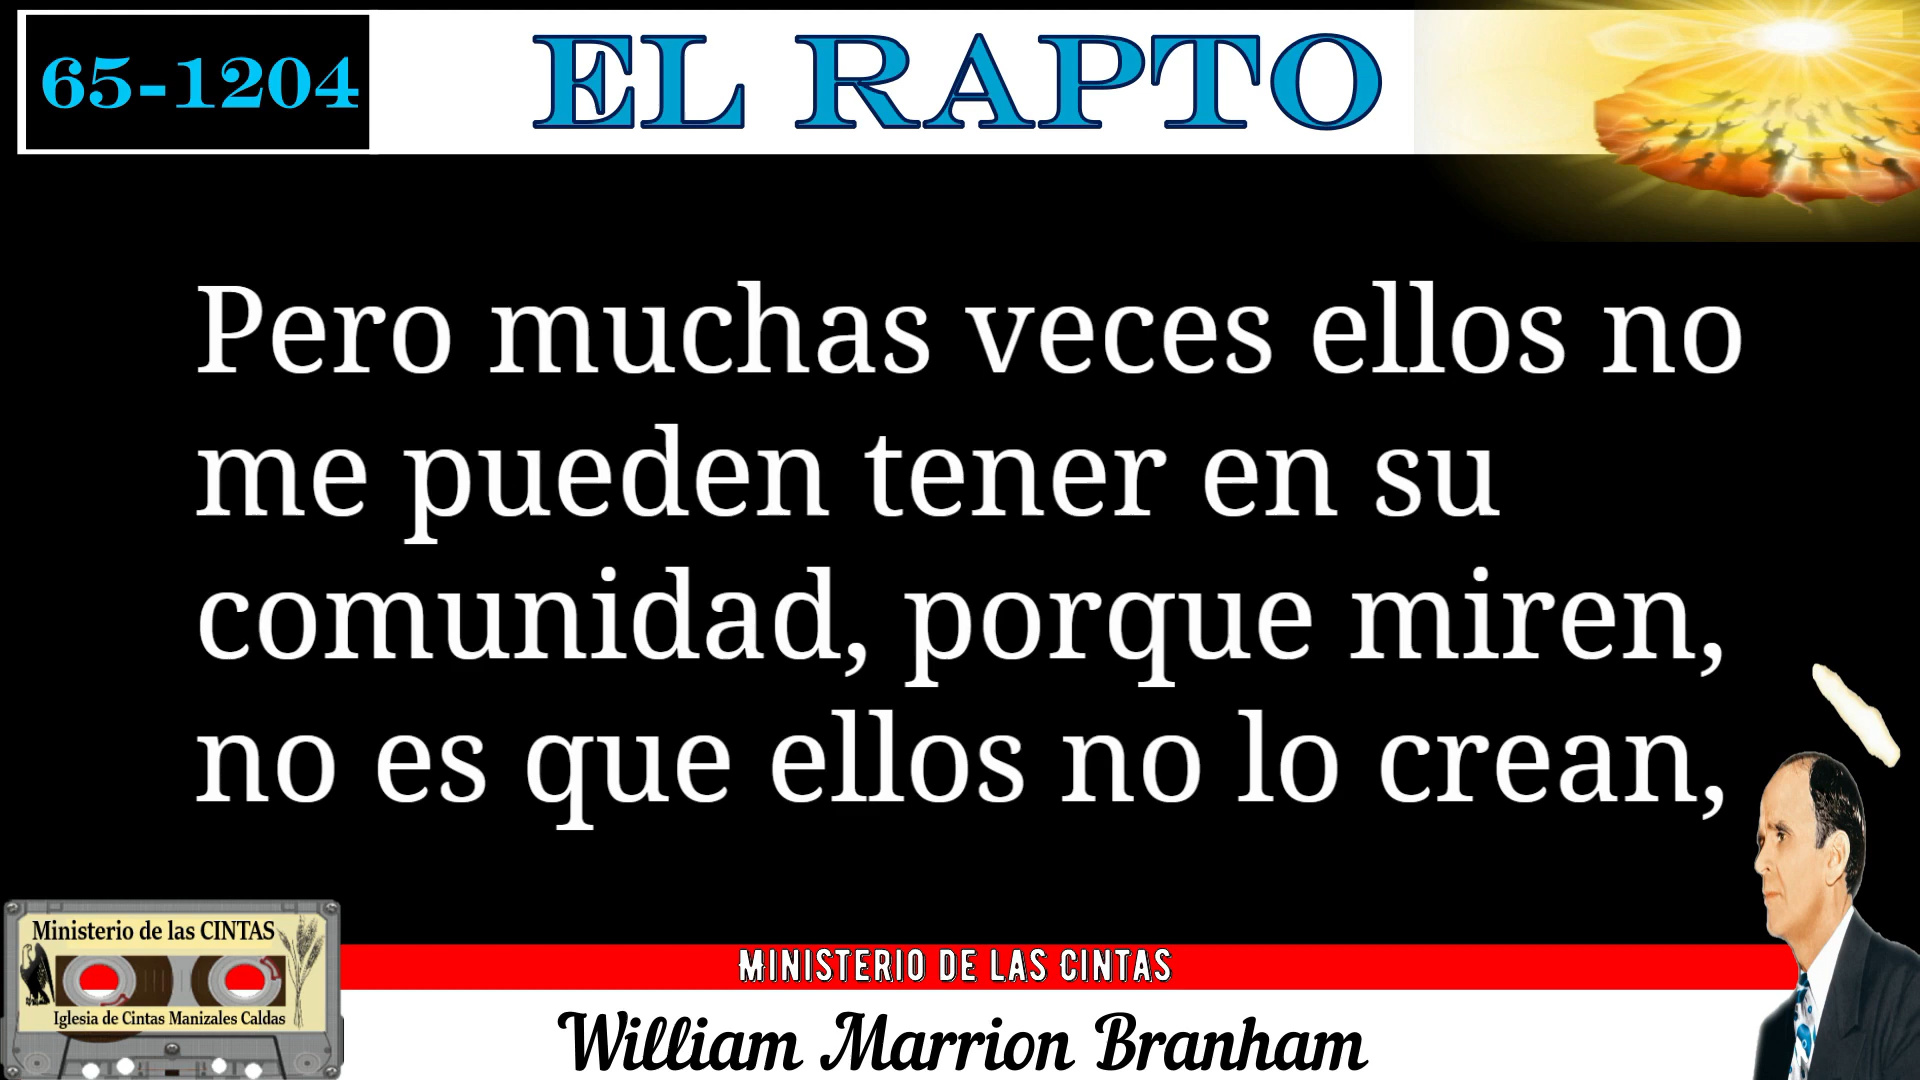 65-1204
EL RAPTO
Pero muchas veces ellos no
me pueden tener en su
comunidad, porque miren,
no es que ellos no lo crean,
Ministerio de las CINTAS
Iglesia de Cintas Manizales Caldas
MINISTERIO DE LAS CINTAS
William Marrion Branham